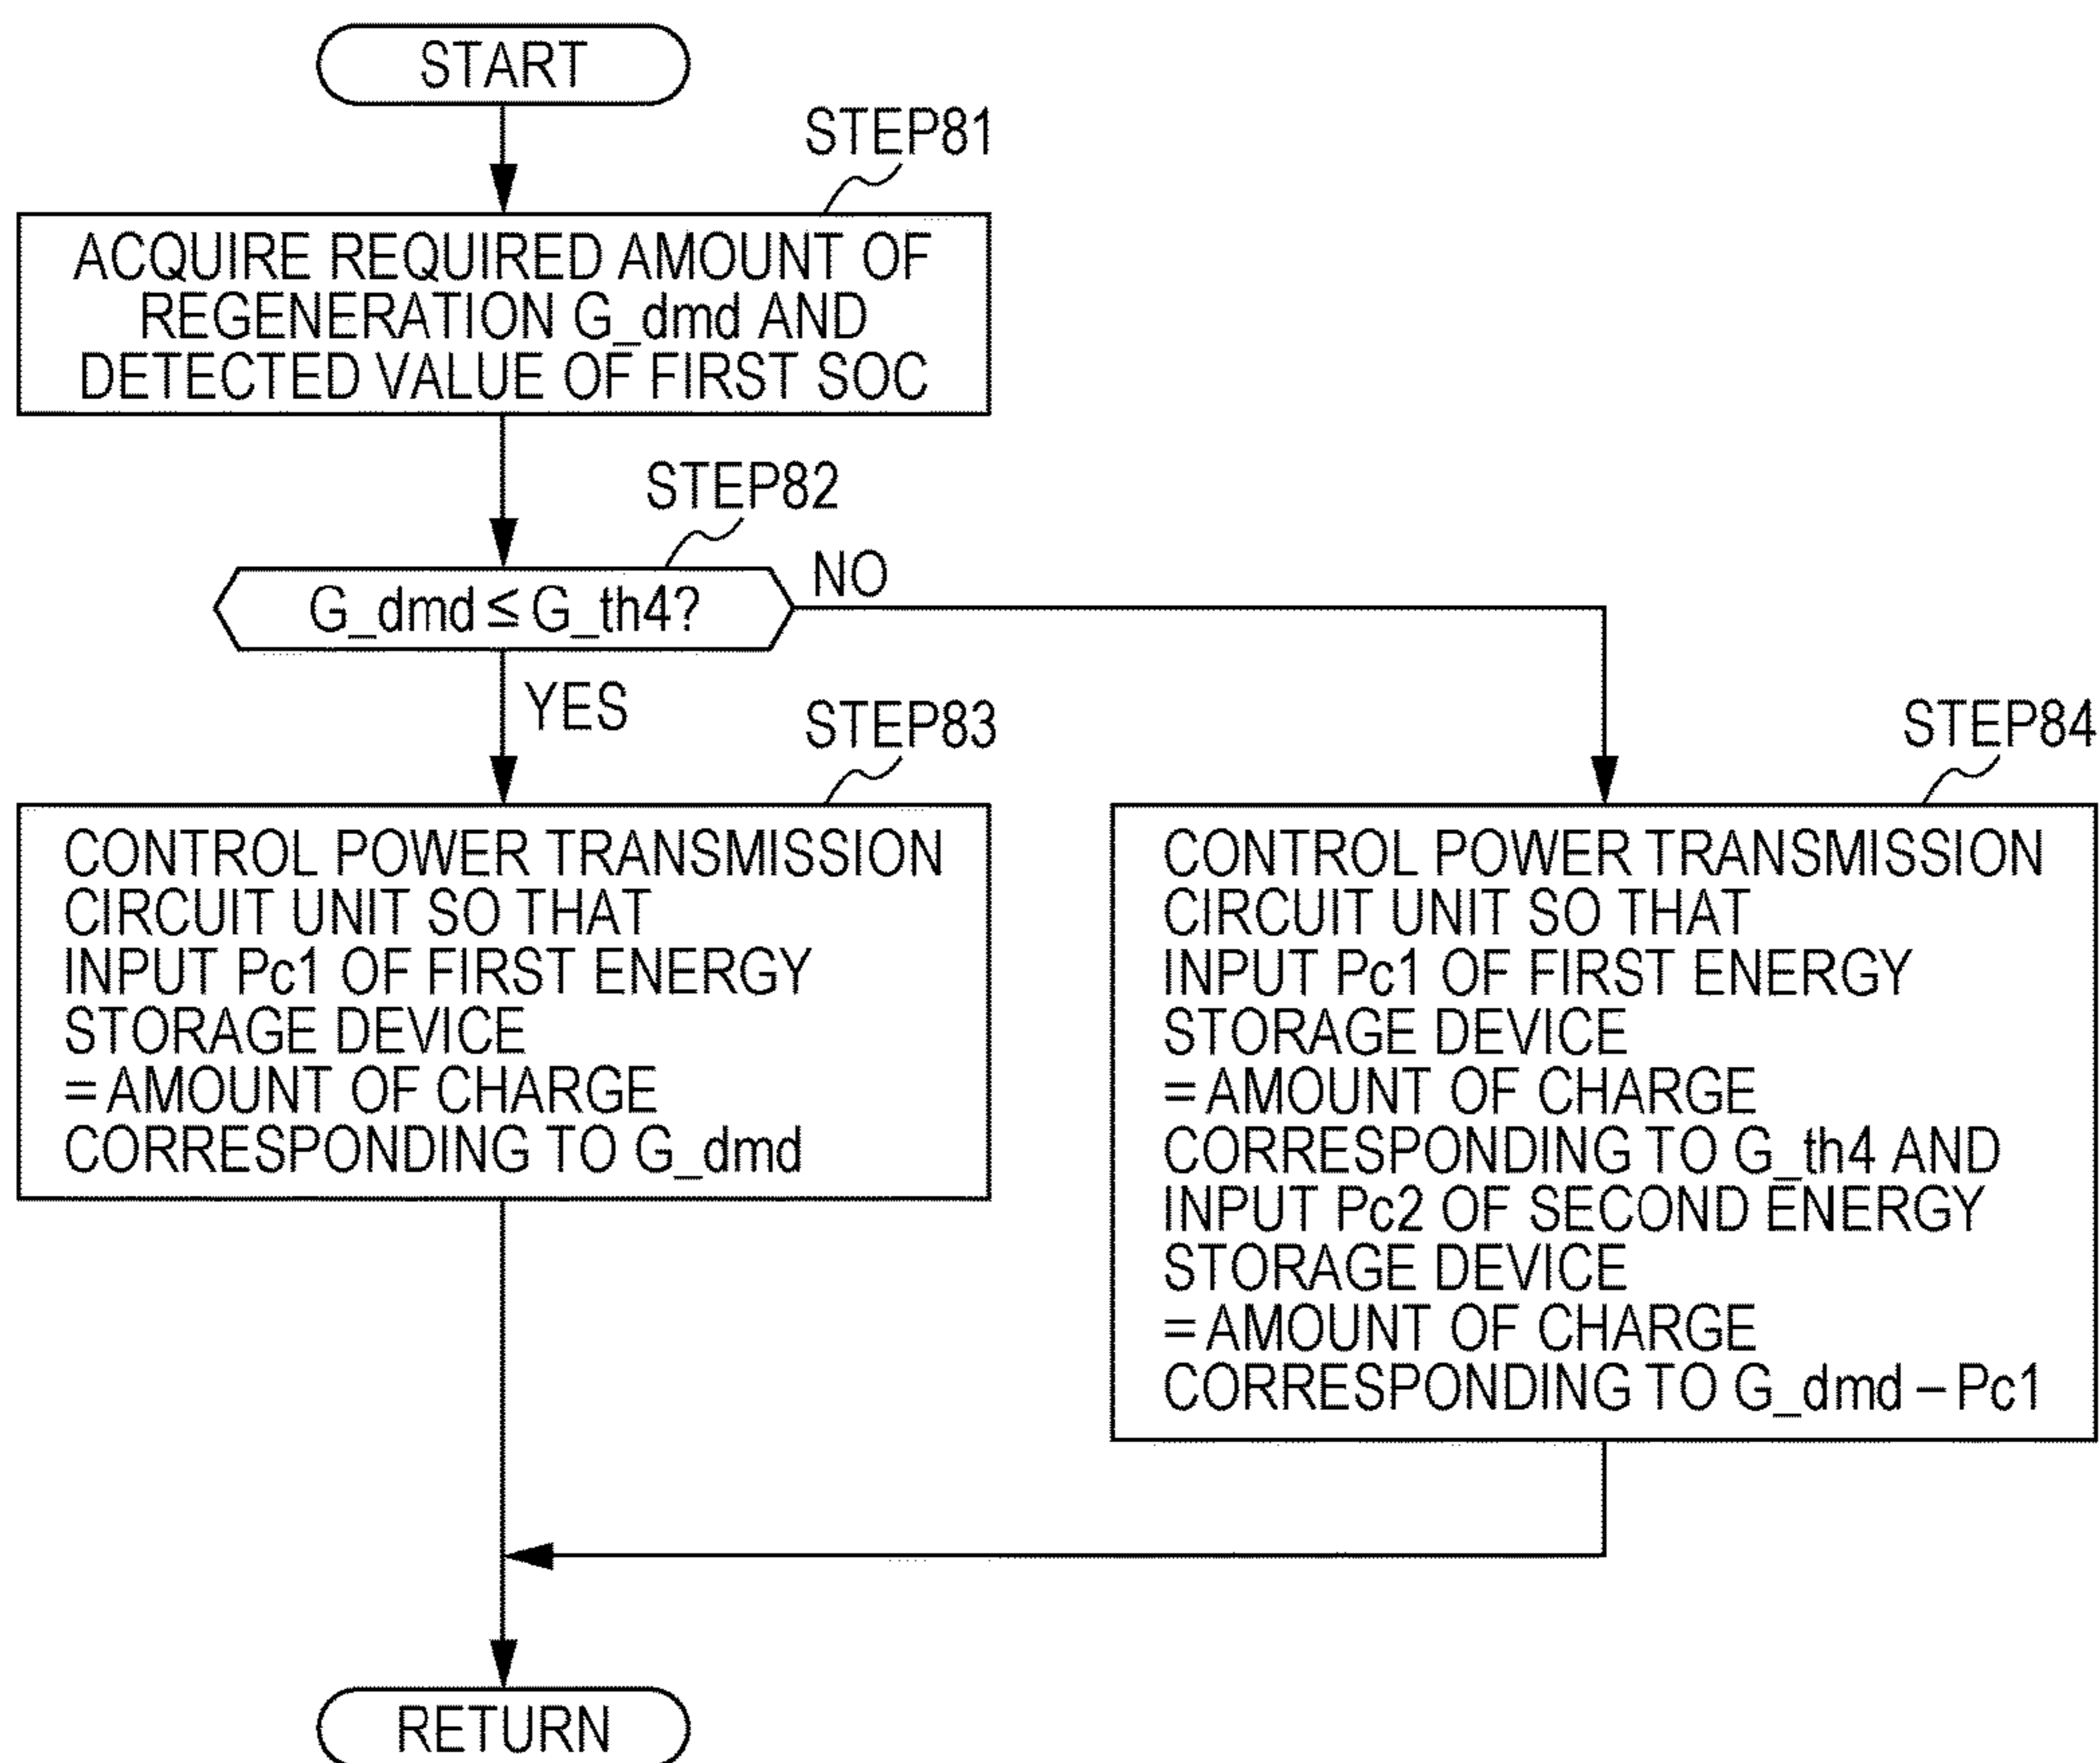 START
STEP81
ACQUIRE REQUIRED AMOUNT OF
REGENERATION G_dmd AND
DETECTED VALUE OF FIRST SOC
STEP82
G_dmd ≤ G_th4?
NO
YES
STEP83
CONTROL POWER TRANSMISSION
CIRCUIT UNIT SO THAT
INPUT Pc1 OF FIRST ENERGY
STORAGE DEVICE
= AMOUNT OF CHARGE
CORRESPONDING TO G_dmd
STEP84
CONTROL POWER TRANSMISSION
CIRCUIT UNIT SO THAT
INPUT Pc1 OF FIRST ENERGY
STORAGE DEVICE
= AMOUNT OF CHARGE
CORRESPONDING TO G_th4 AND
INPUT Pc2 OF SECOND ENERGY
STORAGE DEVICE
= AMOUNT OF CHARGE
CORRESPONDING TO G_dmd – Pc1
RETURN